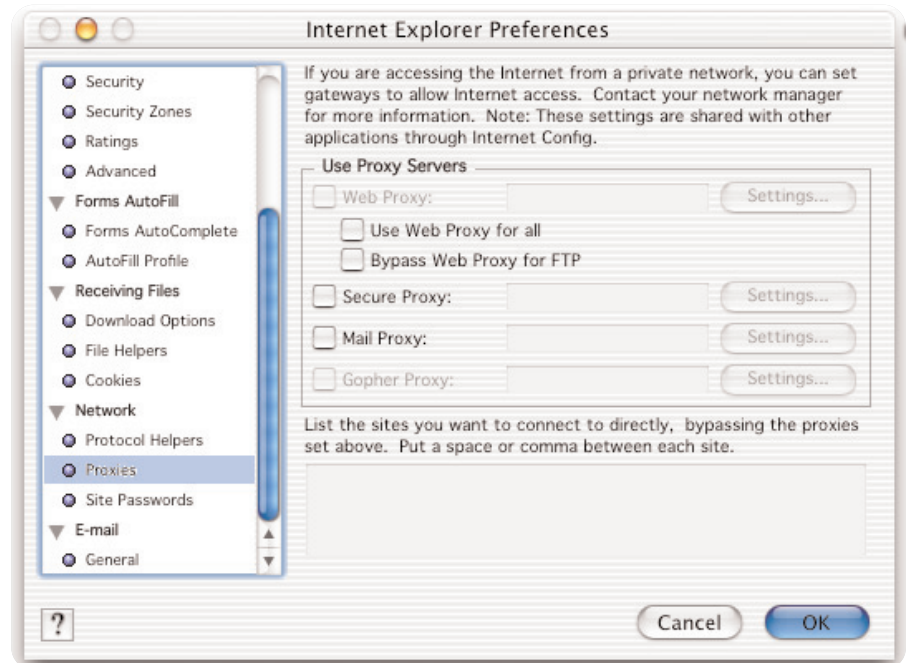 Internet Explorer Preferences
Security
Security Zones
Ratings
Advanced
Forms AutoFill
Forms AutoComplete
AutoFill Profile
Receiving Files
Download Options
File Helpers
Cookies
Network
Protocol Helpers
Proxies
Site Passwords
E-mail
General
If you are accessing the Internet from a private network, you can set
gateways to allow Internet access. Contact your network manager
for more information. Note: These settings are shared with other
applications through Internet Config.
Use Proxy Servers
Web Proxy: Settings...
Use Web Proxy for all
Bypass Web Proxy for FTP
Secure Proxy: Settings...
Mail Proxy: Settings...
Gopher Proxy: Settings...
List the sites you want to connect to directly, bypassing the proxies
set above. Put a space or comma between each site.
? Cancel OK